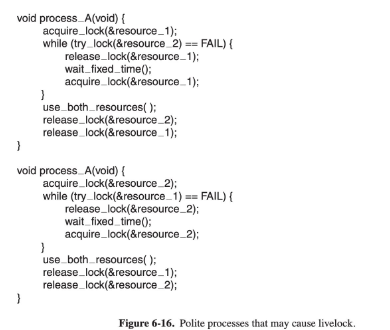 void process_A(void) {
acquire_lock(&resource_1);
while (try_lock(&resource_2) == FAIL) {
release_lock(&resource_1);
wait_fixed_time();
acquire_lock(&resource_1);
}
use_both_resources( );
release_lock(&resource_2);
release_lock(&resource_1);
}
void process_A(void) {
acquire_lock(&resource_2);
while (try_lock(&resource_1) == FAIL) {
release_lock(&resource_2);
wait_fixed_time();
acquire_lock(&resource_2);
}
use_both_resources( );
release_lock(&resource_1);
release_lock(&resource_2);
}
Figure 6-16. Polite processes that may cause livelock.